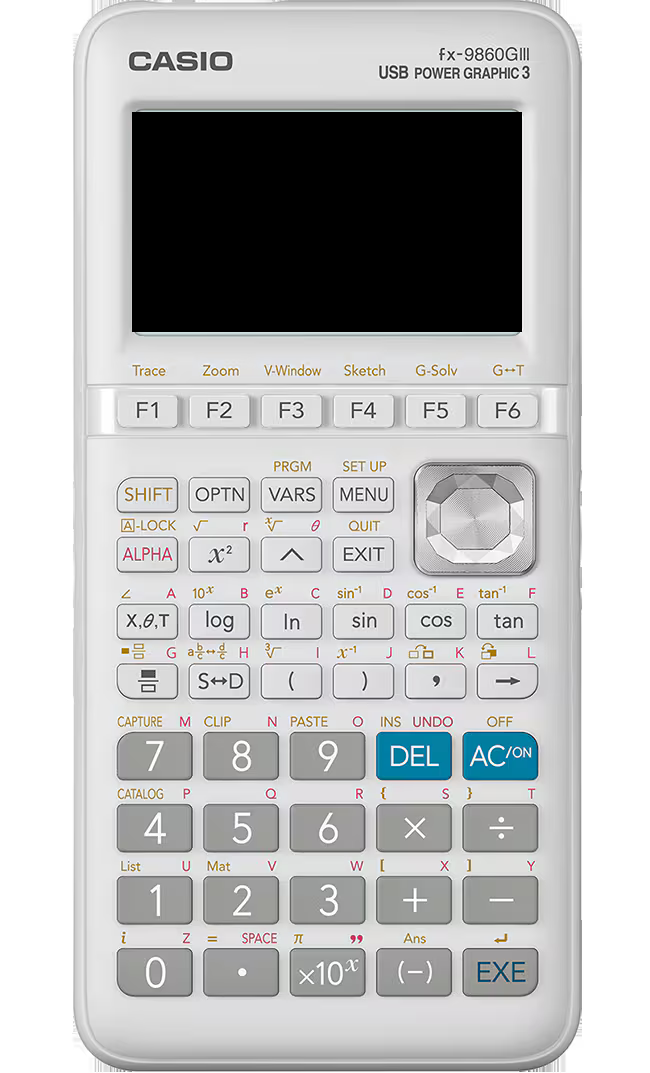 CASIO
fx-9860GIII
USB POWER GRAPHIC 3
Trace Zoom V-Window Sketch G-Solv G↔T
F1 F2 F3 F4 F5 F6
PRGM SET UP
SHIFT OPTN VARS MENU
A-LOCK √ r ˣ√ θ QUIT
ALPHA x² ^ EXIT
∠ A 10ˣ B eˣ C sin⁻¹ D cos⁻¹ E tan⁻¹ F
X,θ,T log ln sin cos tan
G a b/c↔d/c H ³√ I x⁻¹ J K L
S↔D ( ) , →
CAPTURE M CLIP N PASTE O INS UNDO OFF
7 8 9 DEL AC/ON
CATALOG P Q R { S } T
4 5 6 × ÷
List U Mat V W [ X ] Y
1 2 3 + −
i Z = SPACE π " Ans ↵
0 • ×10ˣ (−) EXE